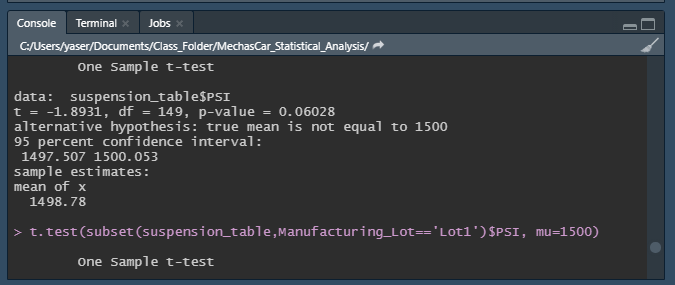 Console Terminal × Jobs ×
C:/Users/yaser/Documents/Class_Folder/MechasCar_Statistical_Analysis/
One Sample t-test
data: suspension_table$PSI
t = -1.8931, df = 149, p-value = 0.06028
alternative hypothesis: true mean is not equal to 1500
95 percent confidence interval:
1497.507 1500.053
sample estimates:
mean of x
1498.78
> t.test(subset(suspension_table,Manufacturing_Lot=='Lot1')$PSI, mu=1500)
One Sample t-test